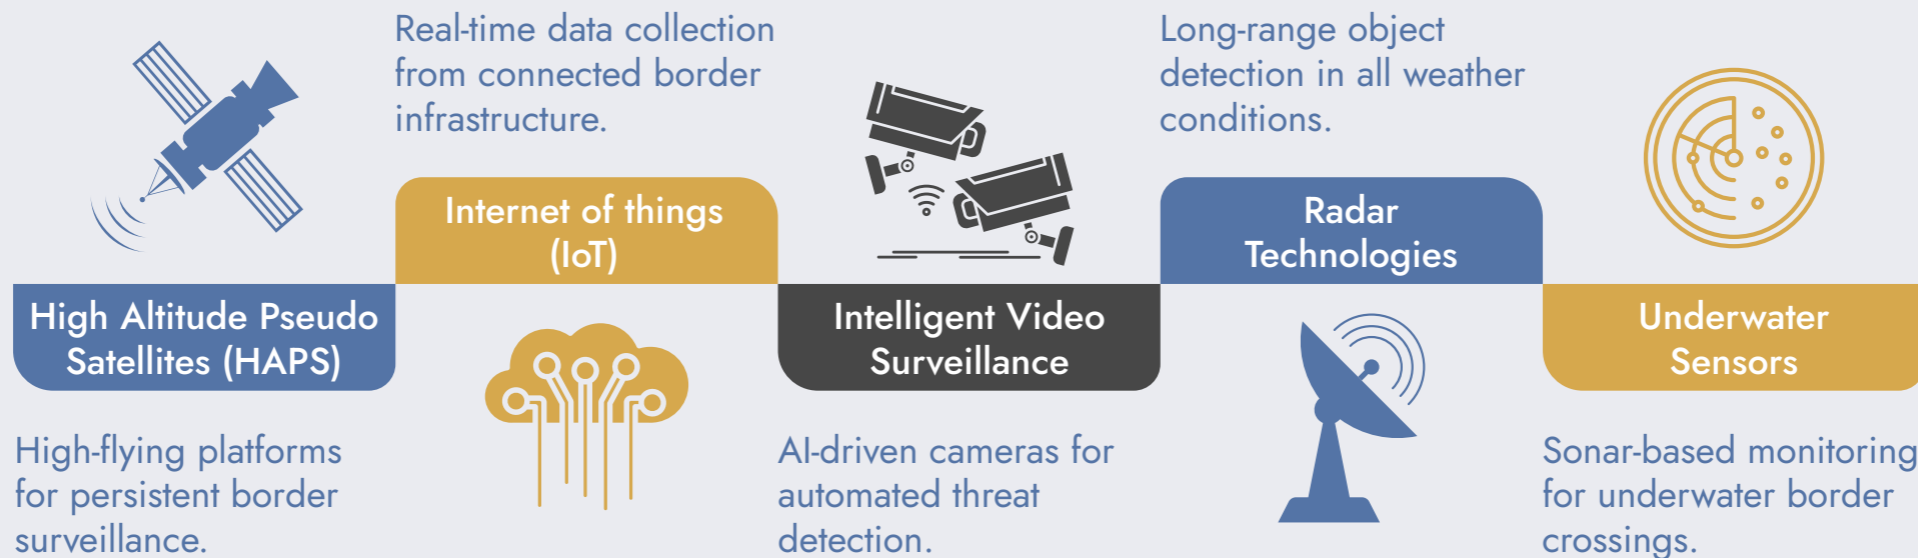 High Altitude Pseudo
Satellites (HAPS)
High-flying platforms
for persistent border
surveillance.
Real-time data collection
from connected border
infrastructure.
Internet of things
(IoT)
Intelligent Video
Surveillance
AI-driven cameras for
automated threat
detection.
Long-range object
detection in all weather
conditions.
Radar
Technologies
Underwater
Sensors
Sonar-based monitoring
for underwater border
crossings.